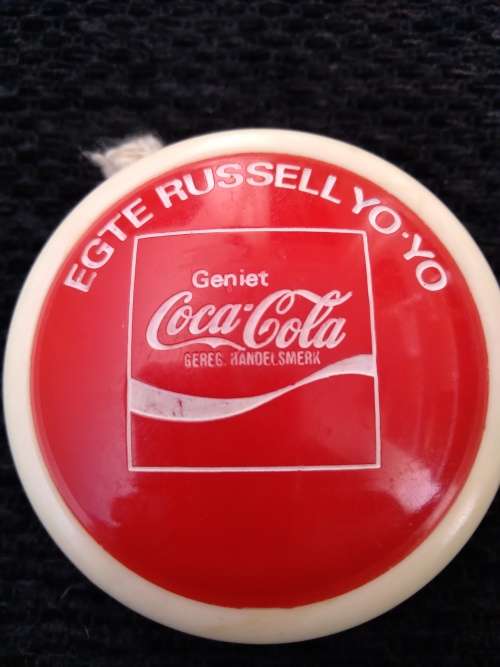 EGTE RUSSELL YO-YO
Geniet
Coca-Cola
GEREG. HANDELSMERK